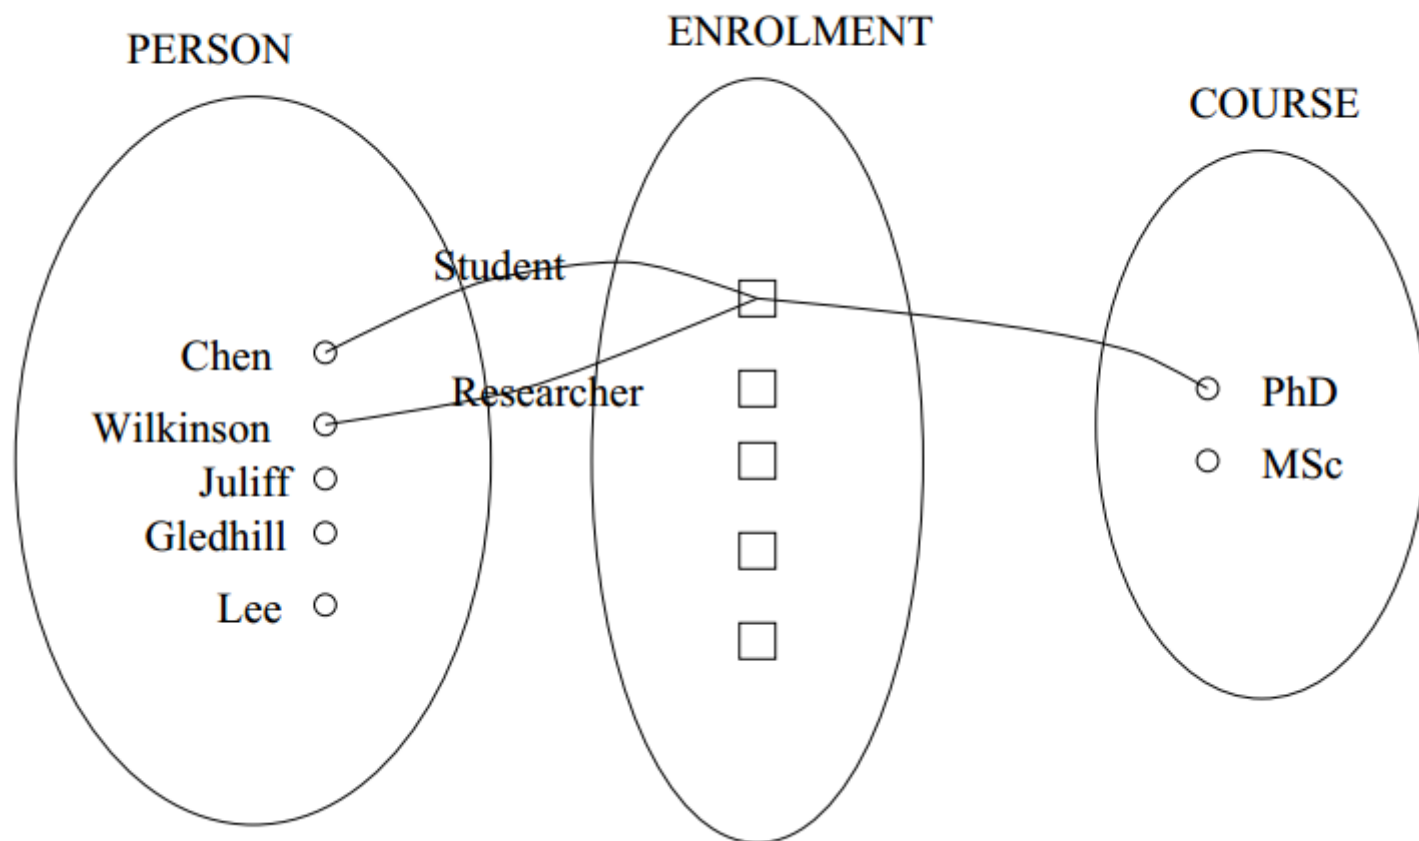 PERSON
ENROLMENT
COURSE
Student
Chen
Researcher
Wilkinson
Juliff
Gledhill
Lee
PhD
MSc